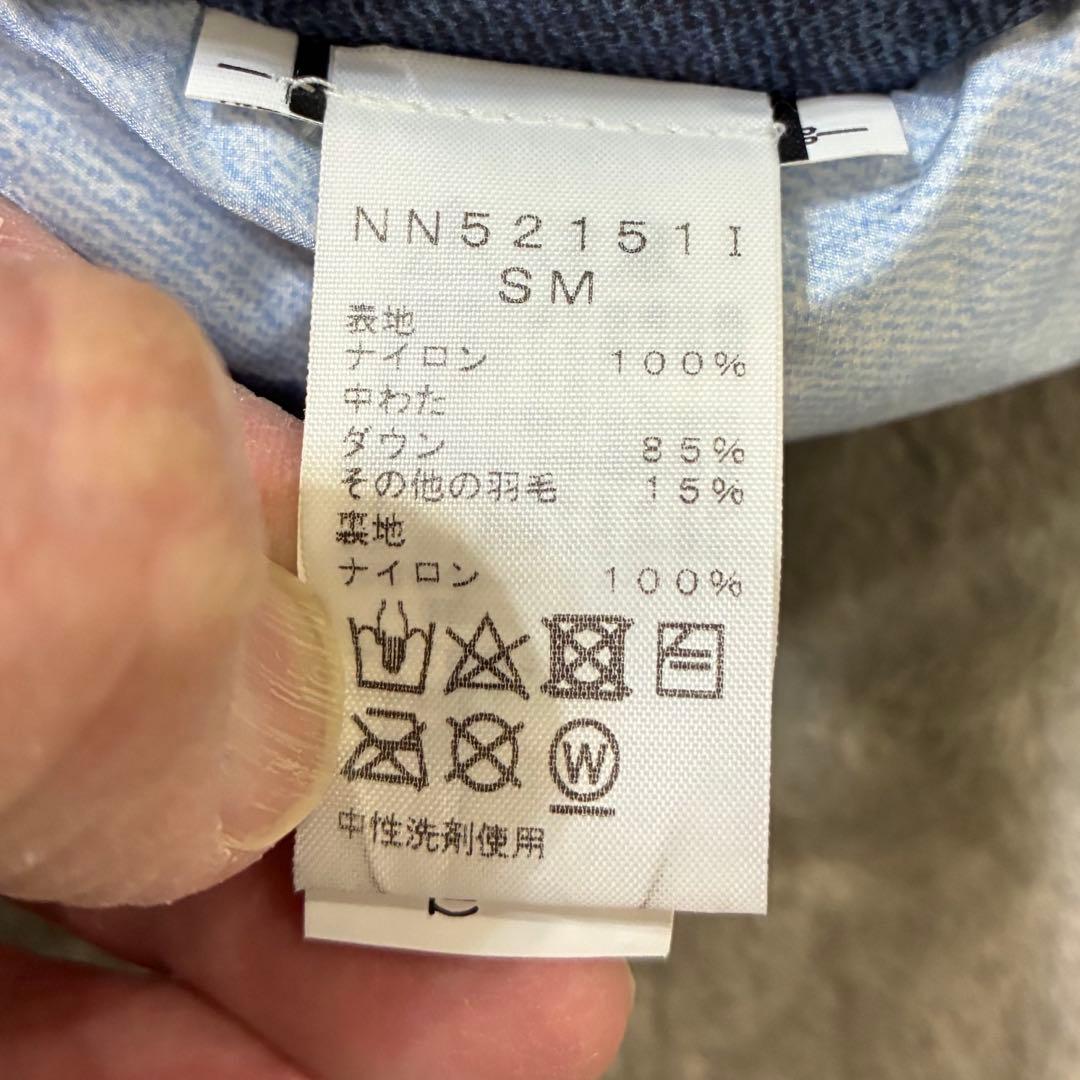 NN52151I
SM
表地
ナイロン 100%
中わた
ダウン 85%
その他の羽毛 15%
裏地
ナイロン 100%
W
中性洗剤使用